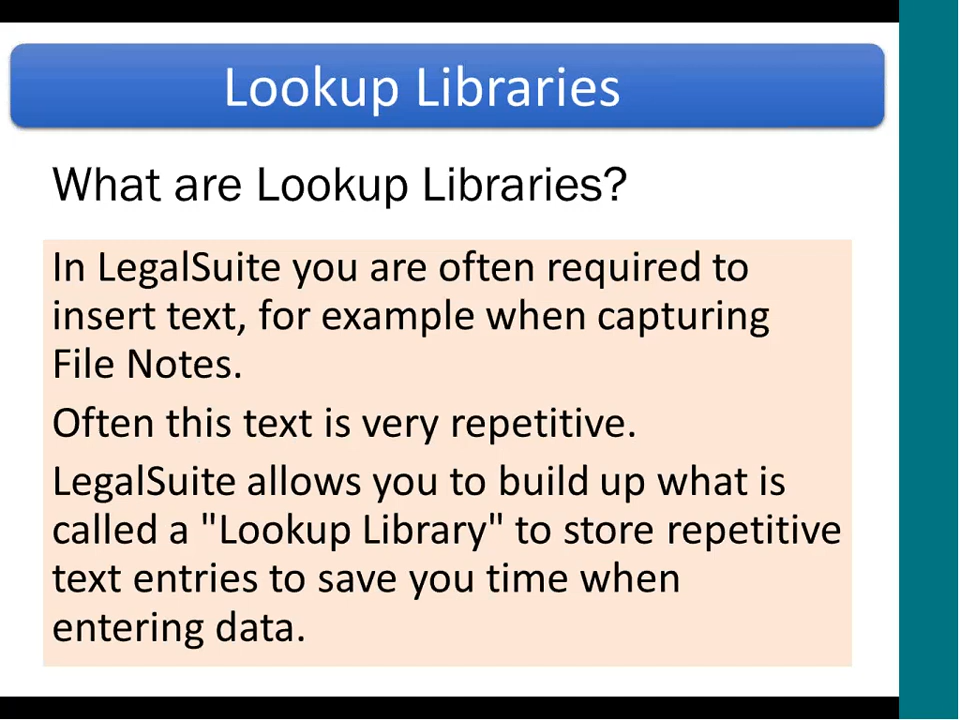 Lookup Libraries
What are Lookup Libraries?
In LegalSuite you are often required to
insert text, for example when capturing
File Notes.
Often this text is very repetitive.
LegalSuite allows you to build up what is
called a "Lookup Library" to store repetitive
text entries to save you time when
entering data.